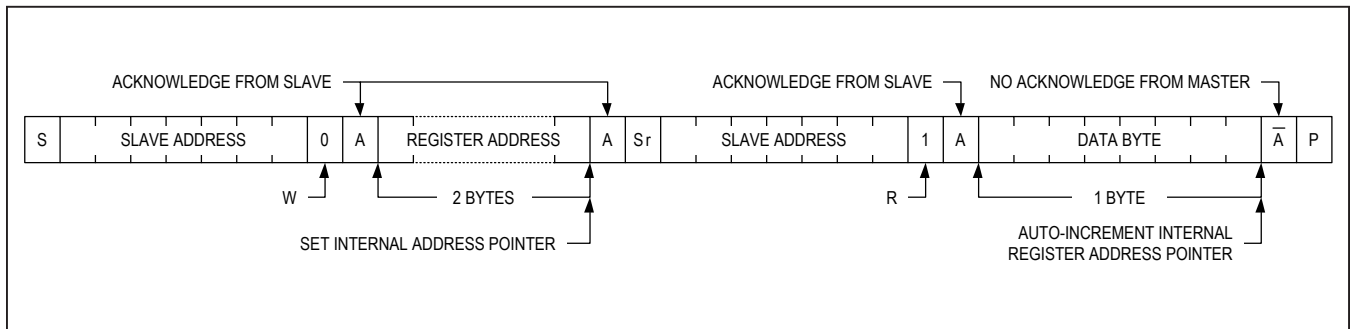 ACKNOWLEDGE FROM SLAVE ACKNOWLEDGE FROM SLAVE NO ACKNOWLEDGE FROM MASTER
S SLAVE ADDRESS 0 A REGISTER ADDRESS A Sr SLAVE ADDRESS 1 A DATA BYTE A̅ P
W 2 BYTES R 1 BYTE
SET INTERNAL ADDRESS POINTER AUTO-INCREMENT INTERNAL
REGISTER ADDRESS POINTER